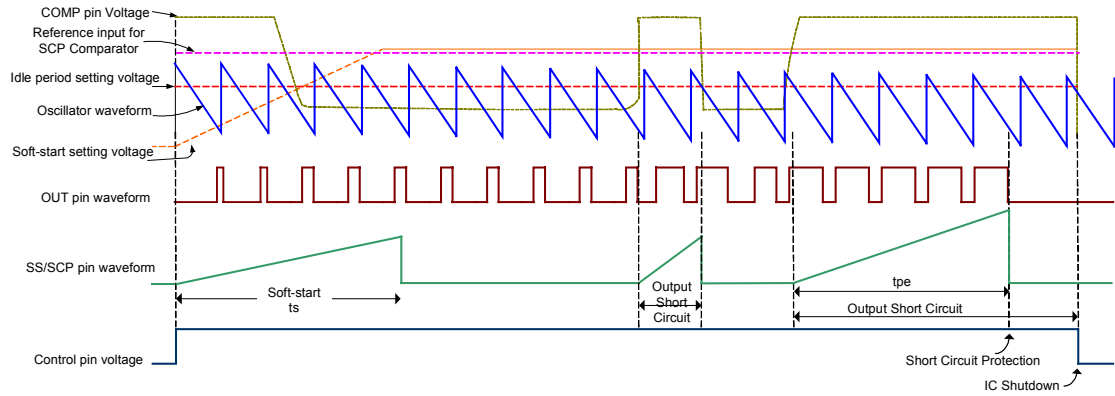 COMP pin Voltage
Reference input for
SCP Comparator
Idle period setting voltage
Oscillator waveform
Soft-start setting voltage
OUT pin waveform
SS/SCP pin waveform
Soft-start
ts
Output
Short
Circuit
tpe
Output Short Circuit
Control pin voltage
Short Circuit Protection
IC Shutdown